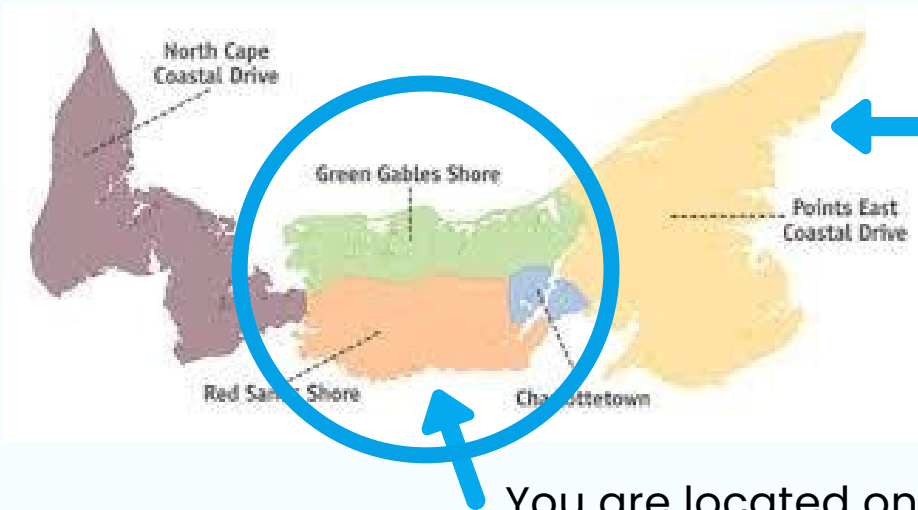 North Cape
Coastal Drive
Green Gables Shore
Points East
Coastal Drive
Red Sands Shore
Charlottetown
You are located on